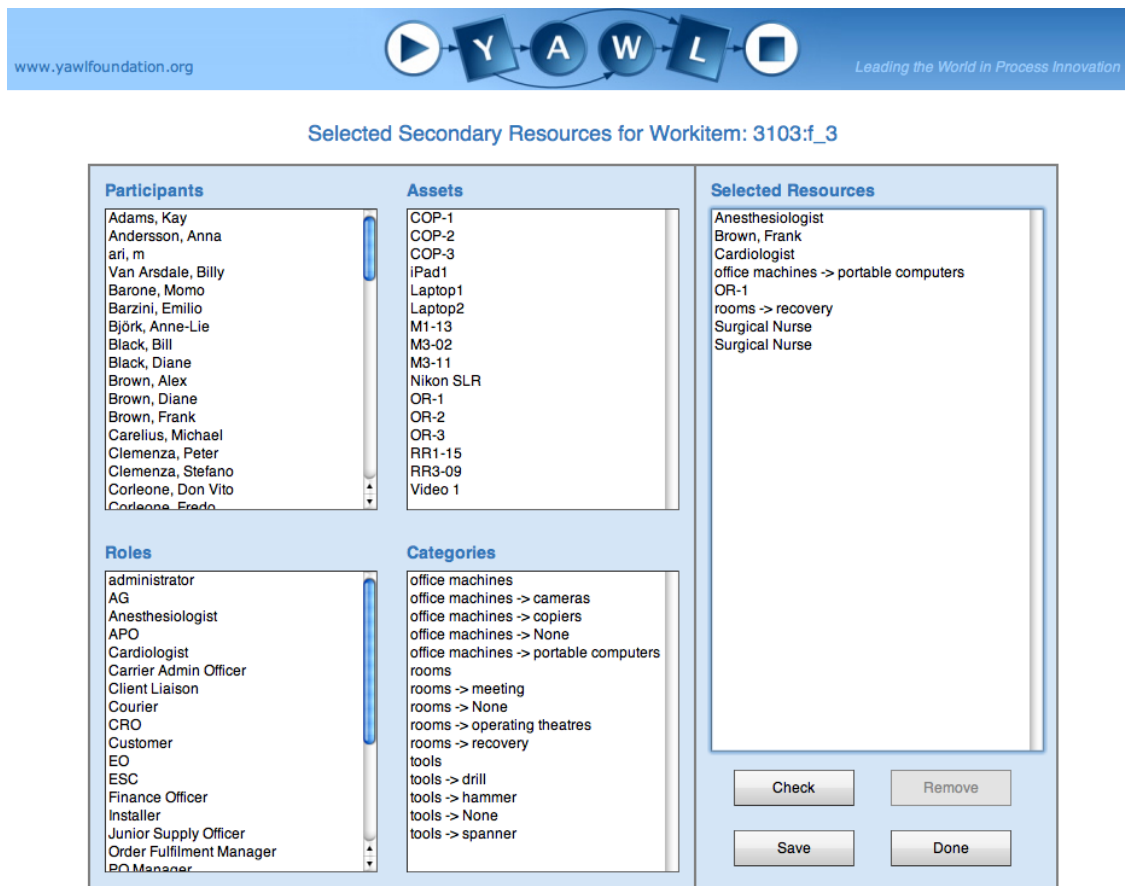 www.yawlfoundation.org
YAWL
Leading the World in Process Innovation
Selected Secondary Resources for Workitem: 3103:f_3
Participants
Adams, Kay
Andersson, Anna
ari, m
Van Arsdale, Billy
Barone, Momo
Barzini, Emilio
Björk, Anne-Lie
Black, Bill
Black, Diane
Brown, Alex
Brown, Diane
Brown, Frank
Carelius, Michael
Clemenza, Peter
Clemenza, Stefano
Corleone, Don Vito
Corleone, Fredo
Assets
COP-1
COP-2
COP-3
iPad1
Laptop1
Laptop2
M1-13
M3-02
M3-11
Nikon SLR
OR-1
OR-2
OR-3
RR1-15
RR3-09
Video 1
Roles
administrator
AG
Anesthesiologist
APO
Cardiologist
Carrier Admin Officer
Client Liaison
Courier
CRO
Customer
EO
ESC
Finance Officer
Installer
Junior Supply Officer
Order Fulfilment Manager
PO Manager
Categories
office machines
office machines -> cameras
office machines -> copiers
office machines -> None
office machines -> portable computers
rooms
rooms -> meeting
rooms -> None
rooms -> operating theatres
rooms -> recovery
tools
tools -> drill
tools -> hammer
tools -> None
tools -> spanner
Selected Resources
Anesthesiologist
Brown, Frank
Cardiologist
office machines -> portable computers
OR-1
rooms -> recovery
Surgical Nurse
Surgical Nurse
Check
Remove
Save
Done